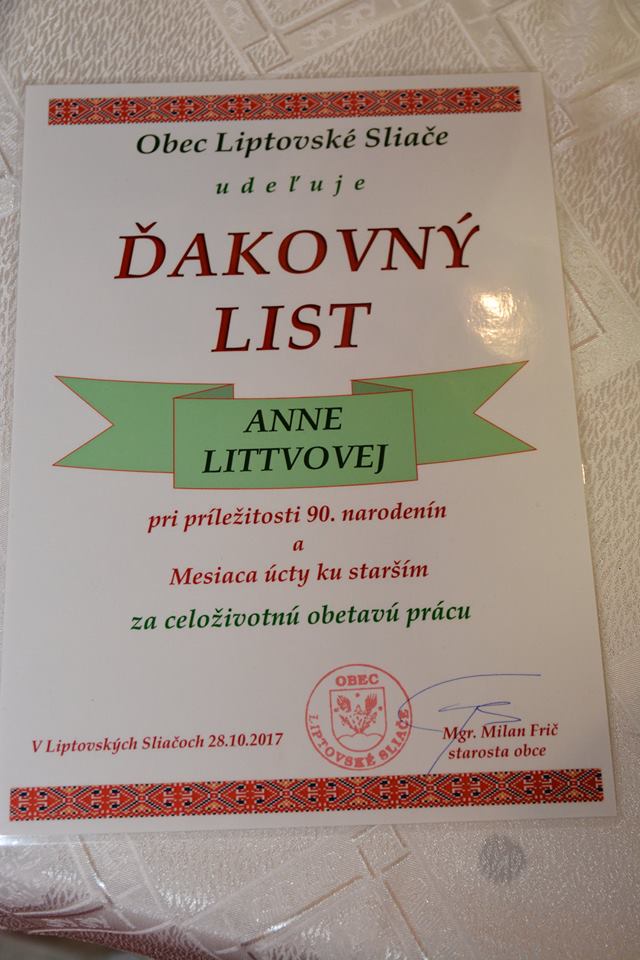 Obec Liptovské Sliače
udeľuje
ĎAKOVNÝ
LIST
ANNE
LITTVOVEJ
pri príležitosti 90. narodenín
a
Mesiaca úcty ku starším
za celoživotnú obetavú prácu
OBEC
LIPTOVSKÉ SLIAČE
V Liptovských Sliačoch 28.10.2017
Mgr. Milan Frič
starosta obce